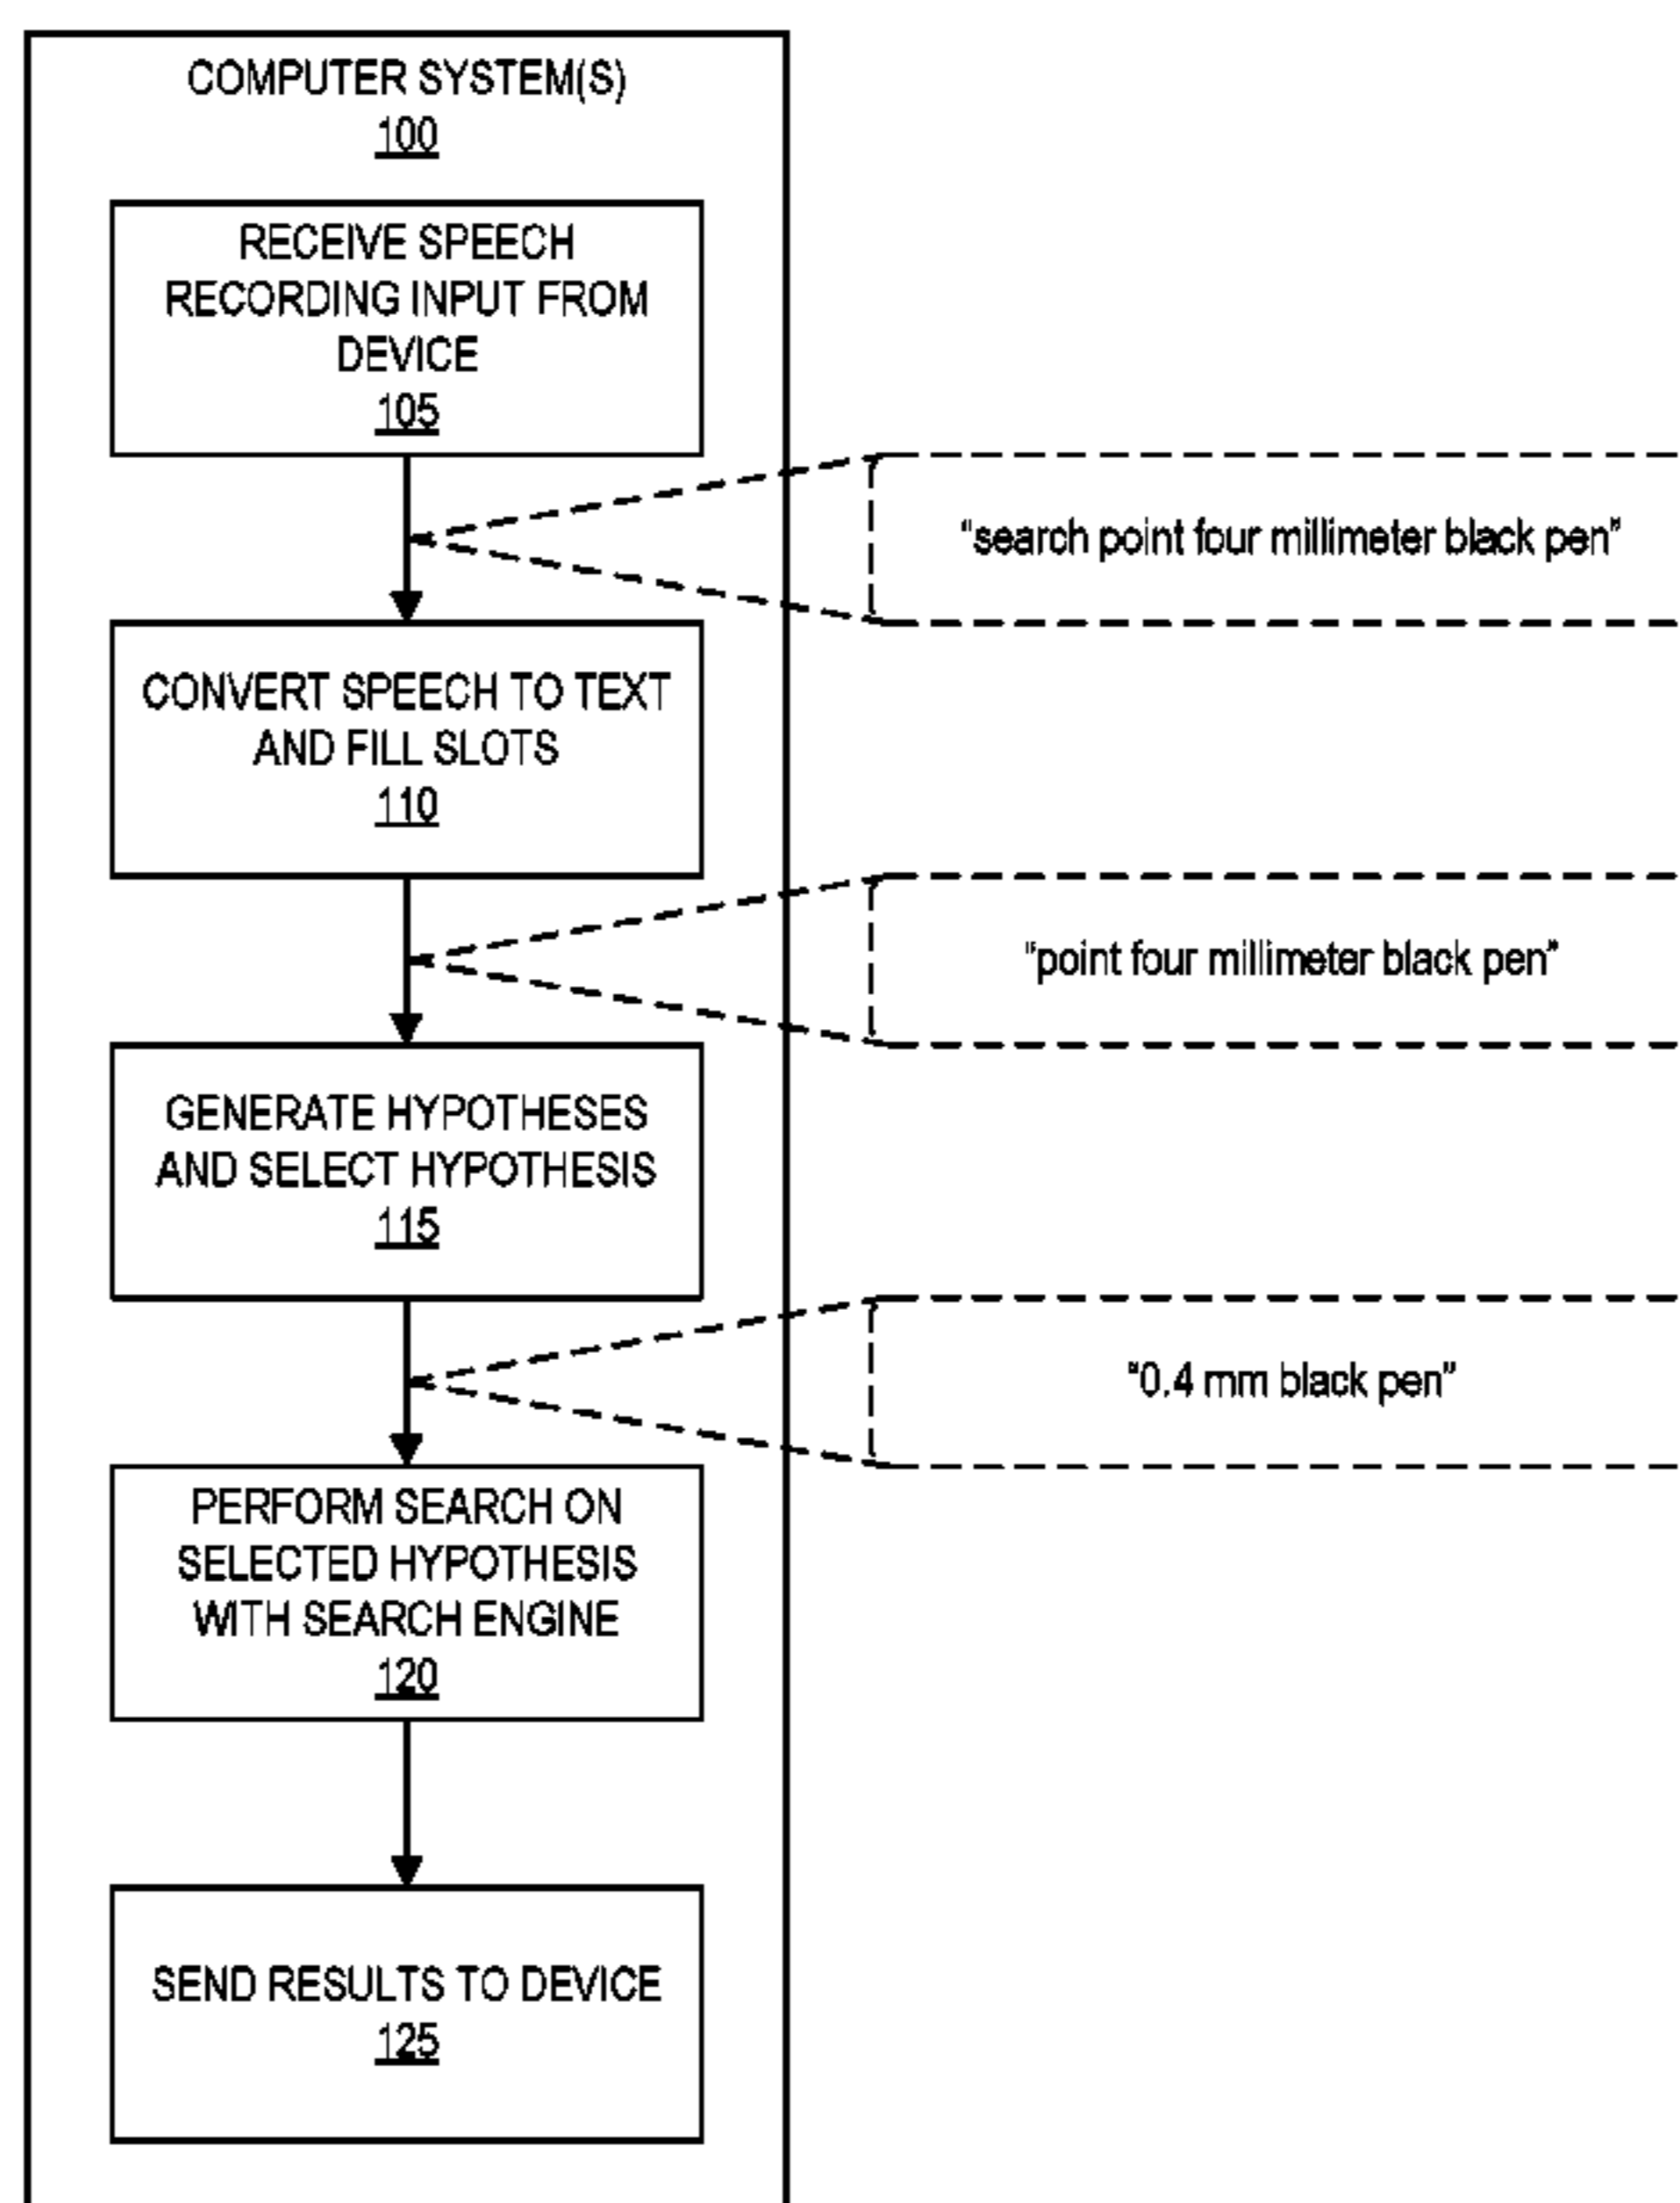 COMPUTER SYSTEM(S)
100
RECEIVE SPEECH
RECORDING INPUT FROM
DEVICE
105
"search point four millimeter black pen"
CONVERT SPEECH TO TEXT
AND FILL SLOTS
110
"point four millimeter black pen"
GENERATE HYPOTHESES
AND SELECT HYPOTHESIS
115
"0.4 mm black pen"
PERFORM SEARCH ON
SELECTED HYPOTHESIS
WITH SEARCH ENGINE
120
SEND RESULTS TO DEVICE
125